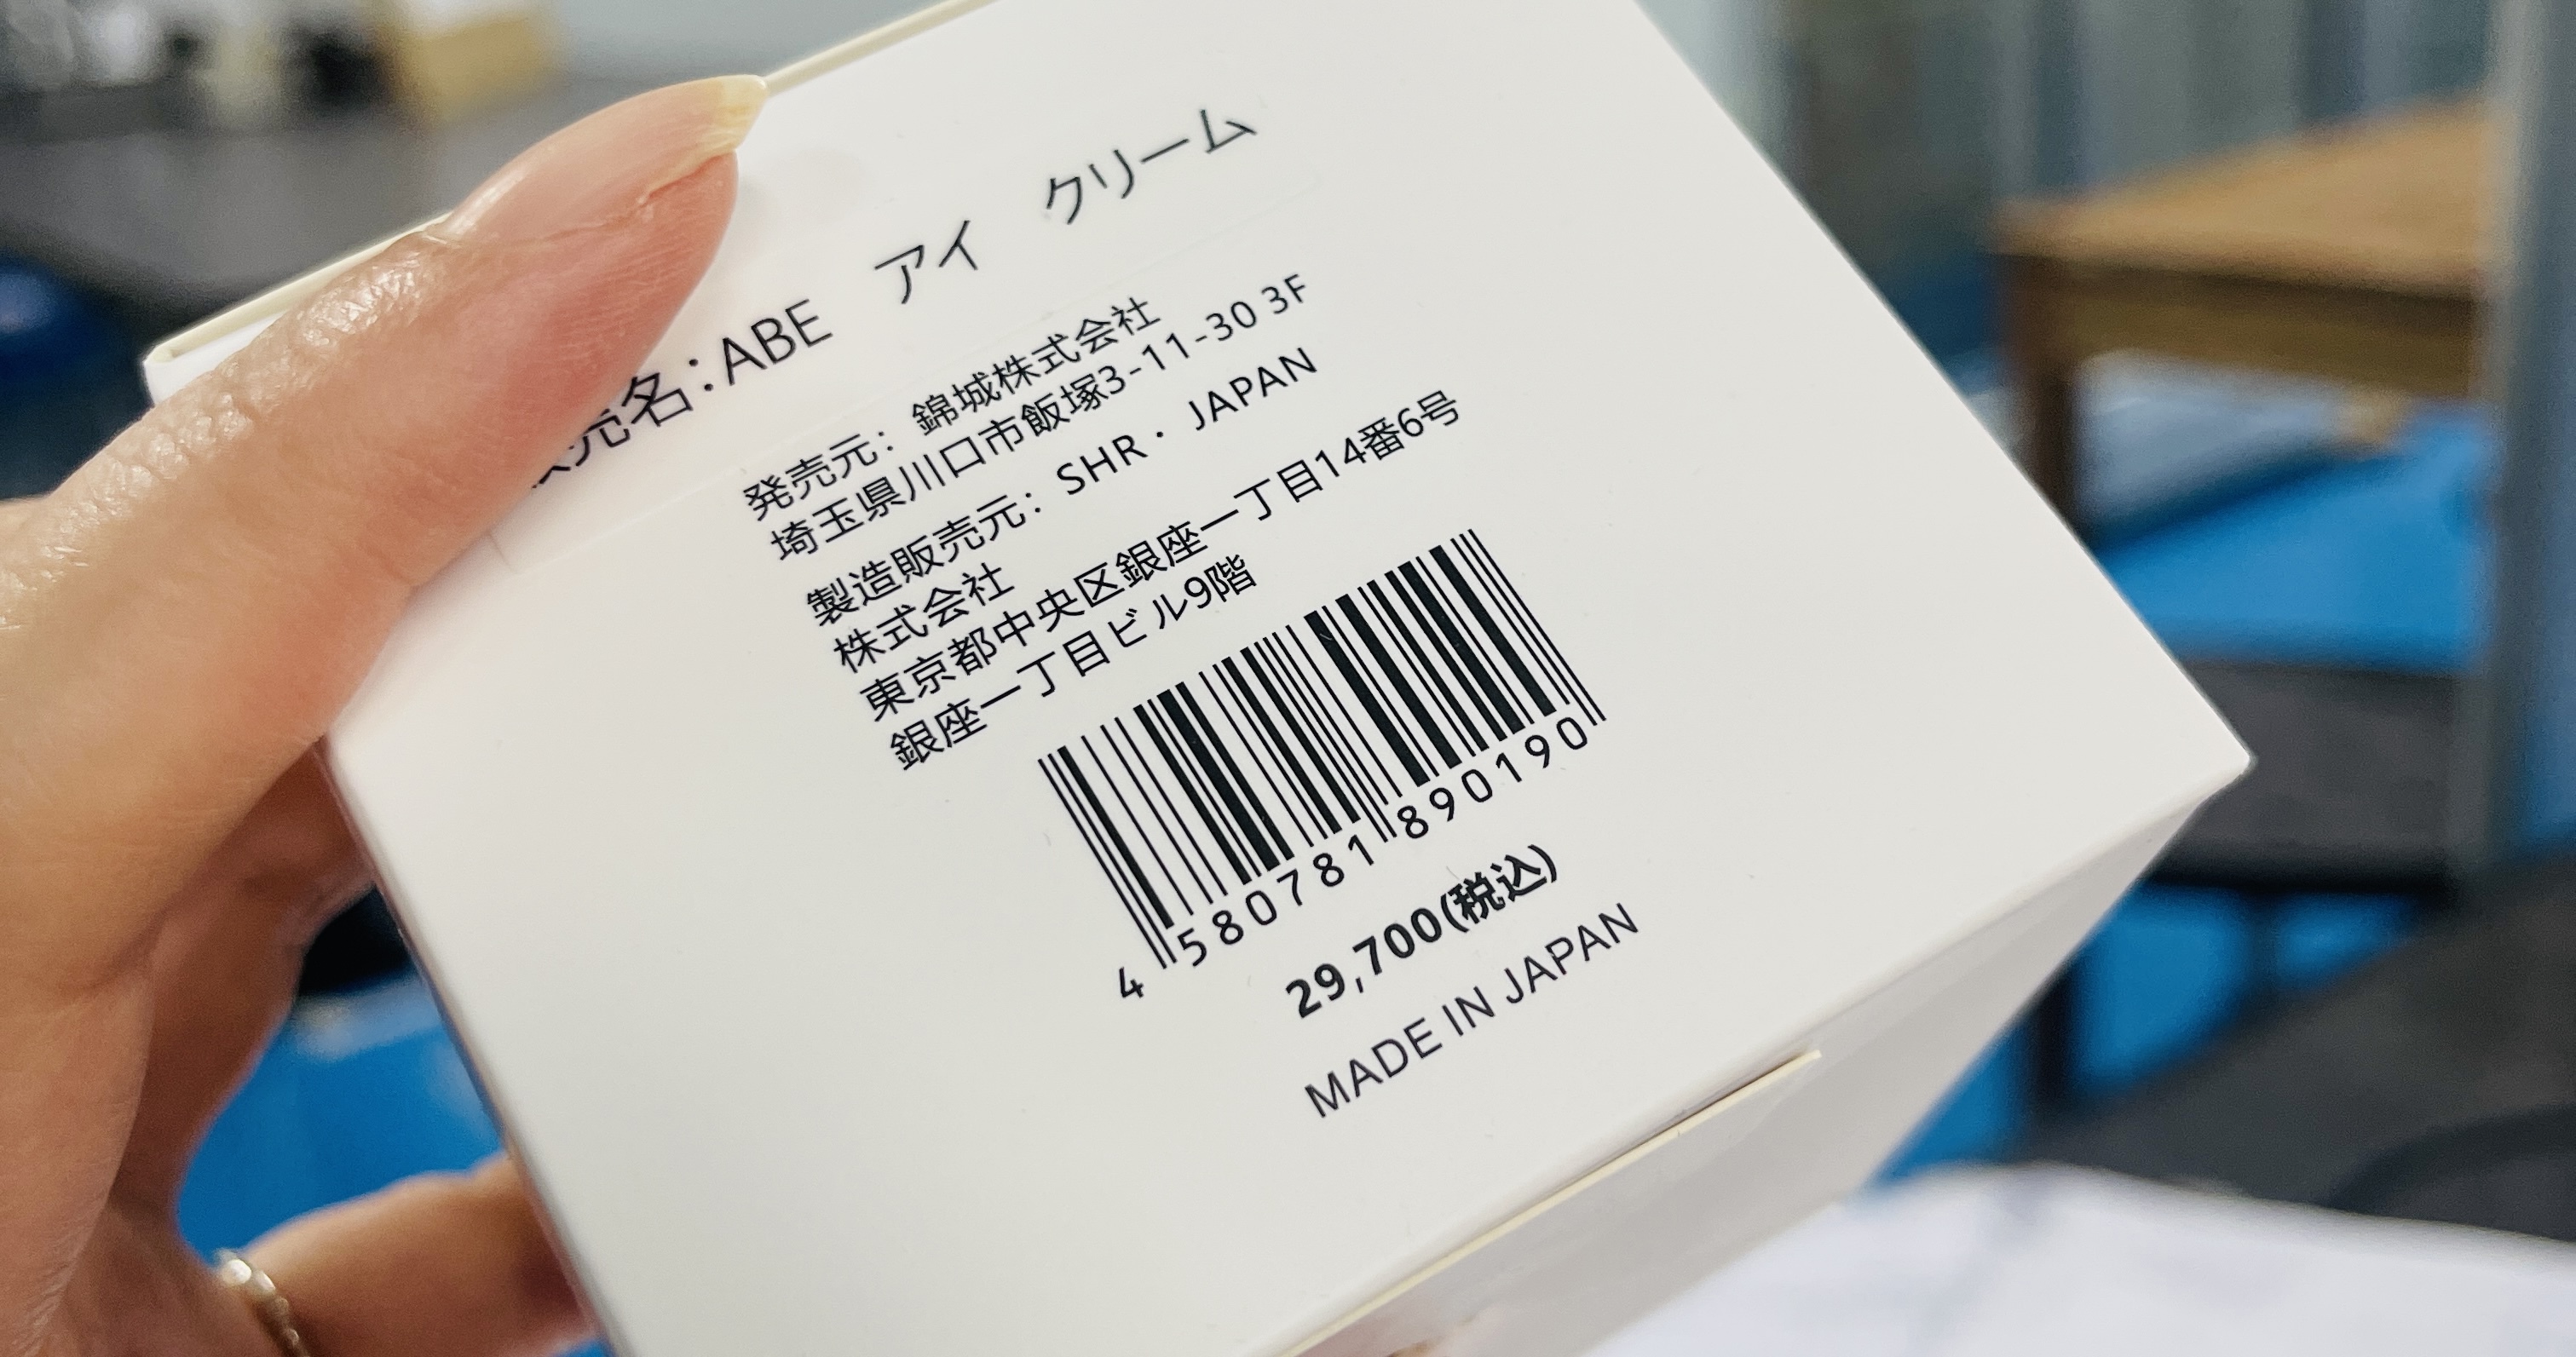 売名：ABE　アイ　クリーム
発売元：錦城株式会社
埼玉県川口市飯塚3-11-30 3F
製造販売元：SHR・JAPAN
株式会社
東京都中央区銀座一丁目14番6号
銀座一丁目ビル9階
4 580781 890190
29,700(税込)
MADE IN JAPAN